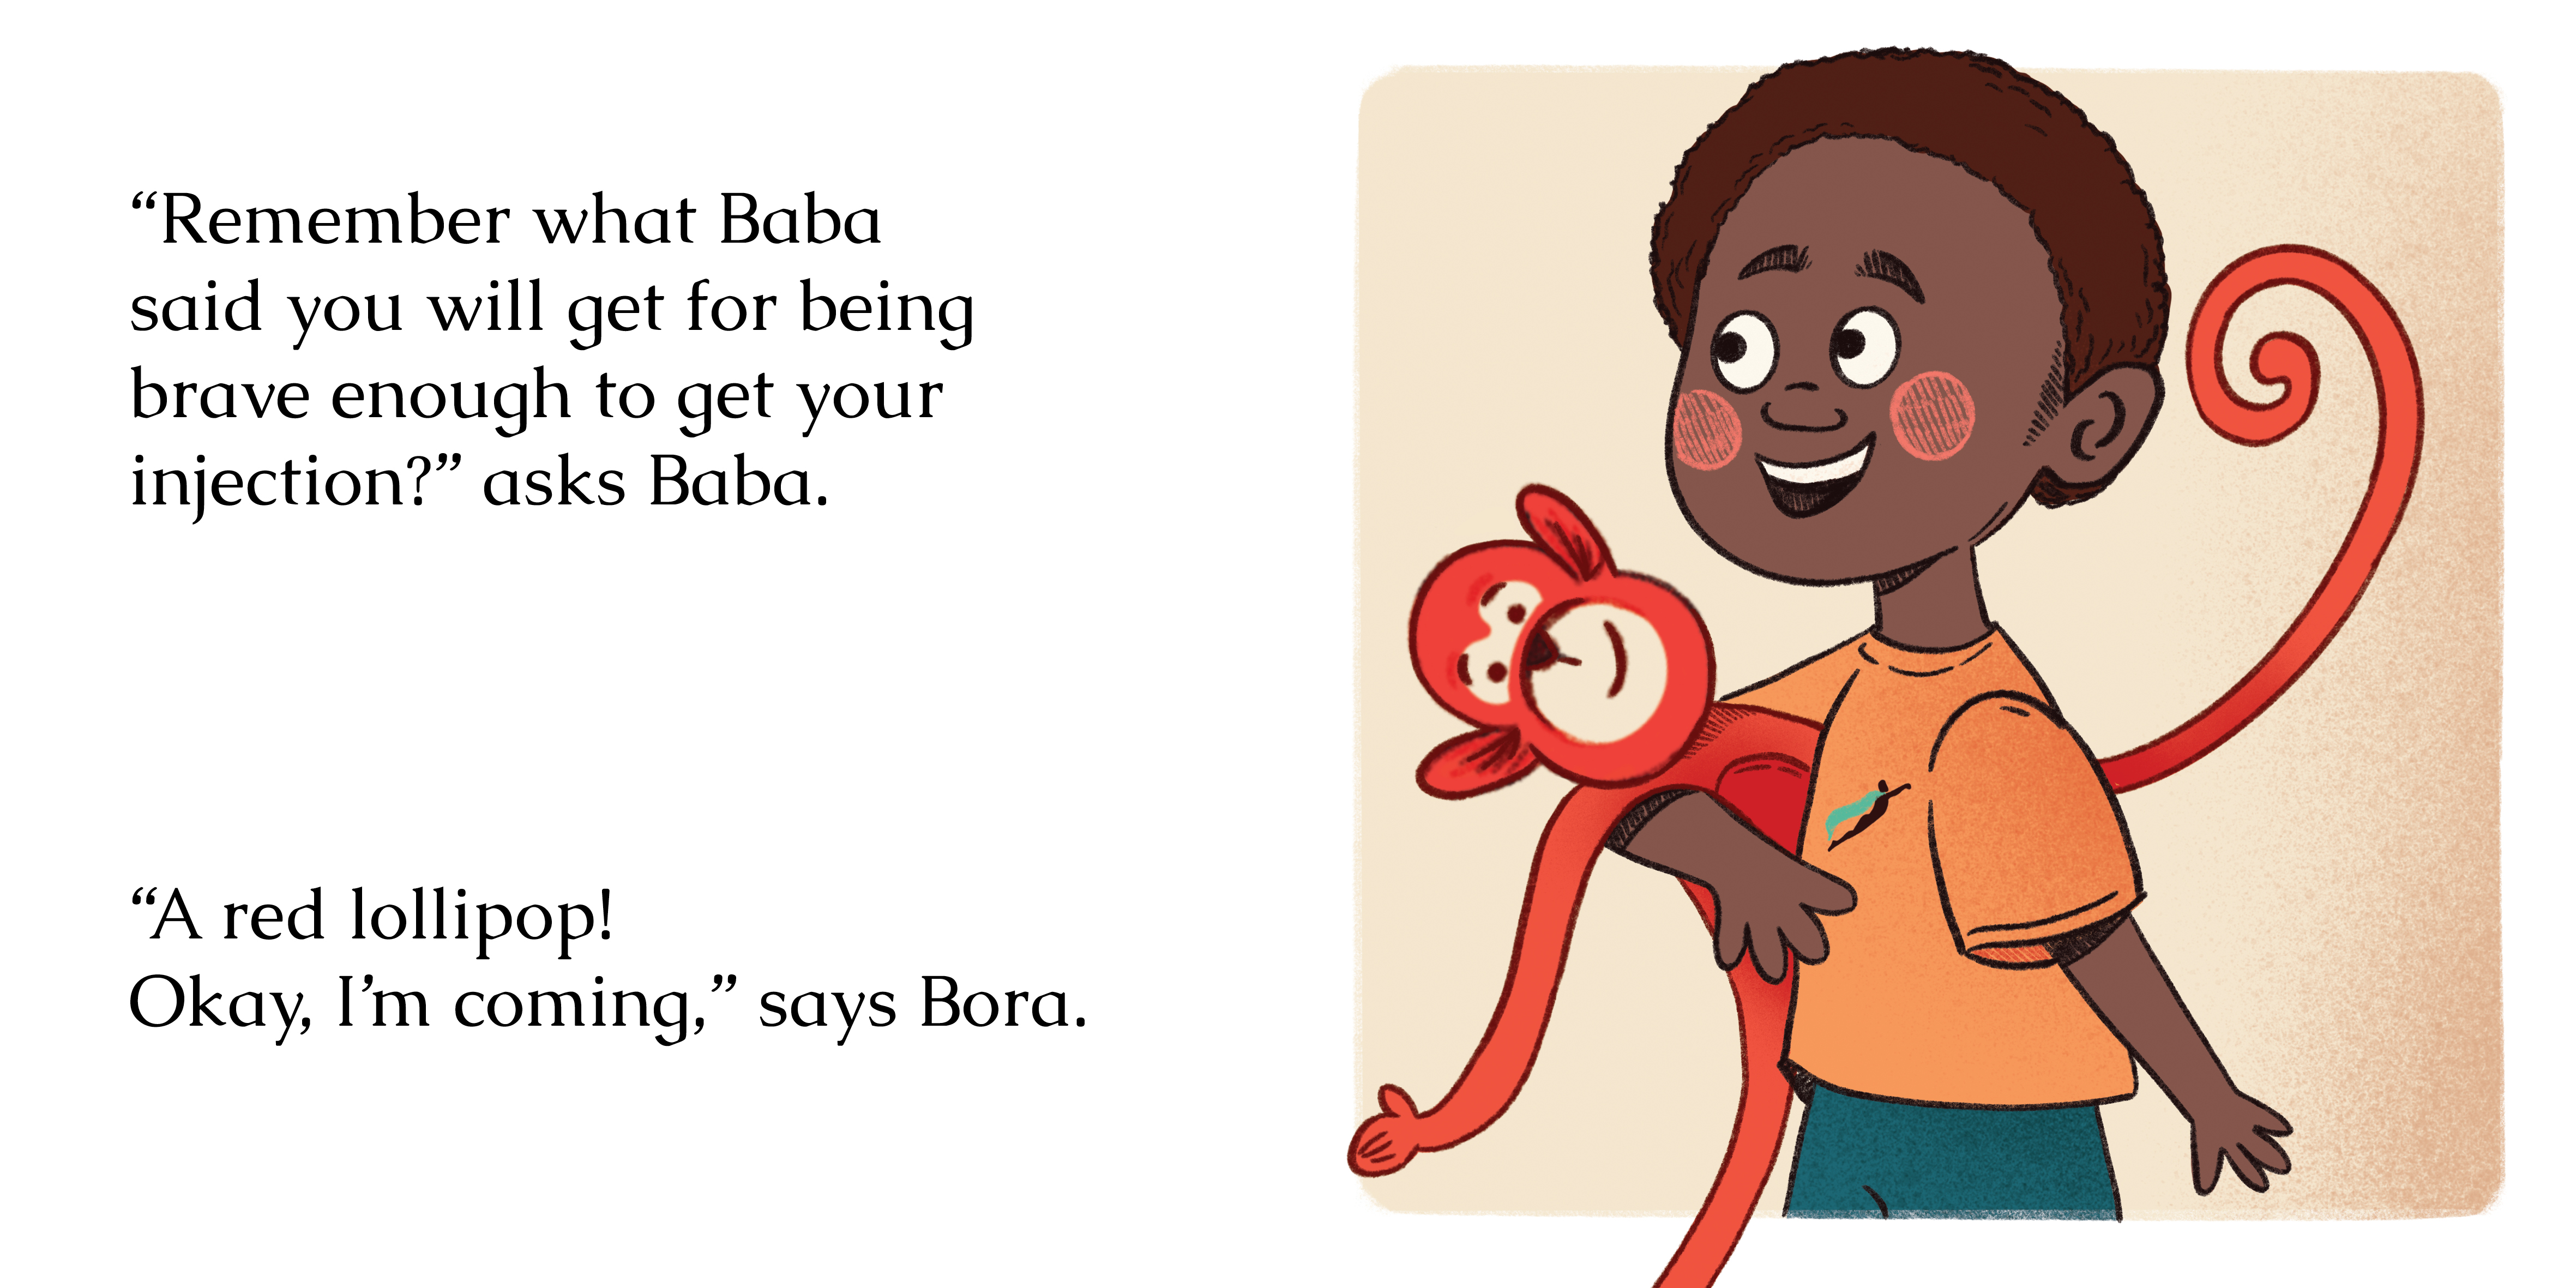 “Remember what Baba
said you will get for being
brave enough to get your
injection?” asks Baba.
“A red lollipop!
Okay, I’m coming,” says Bora.